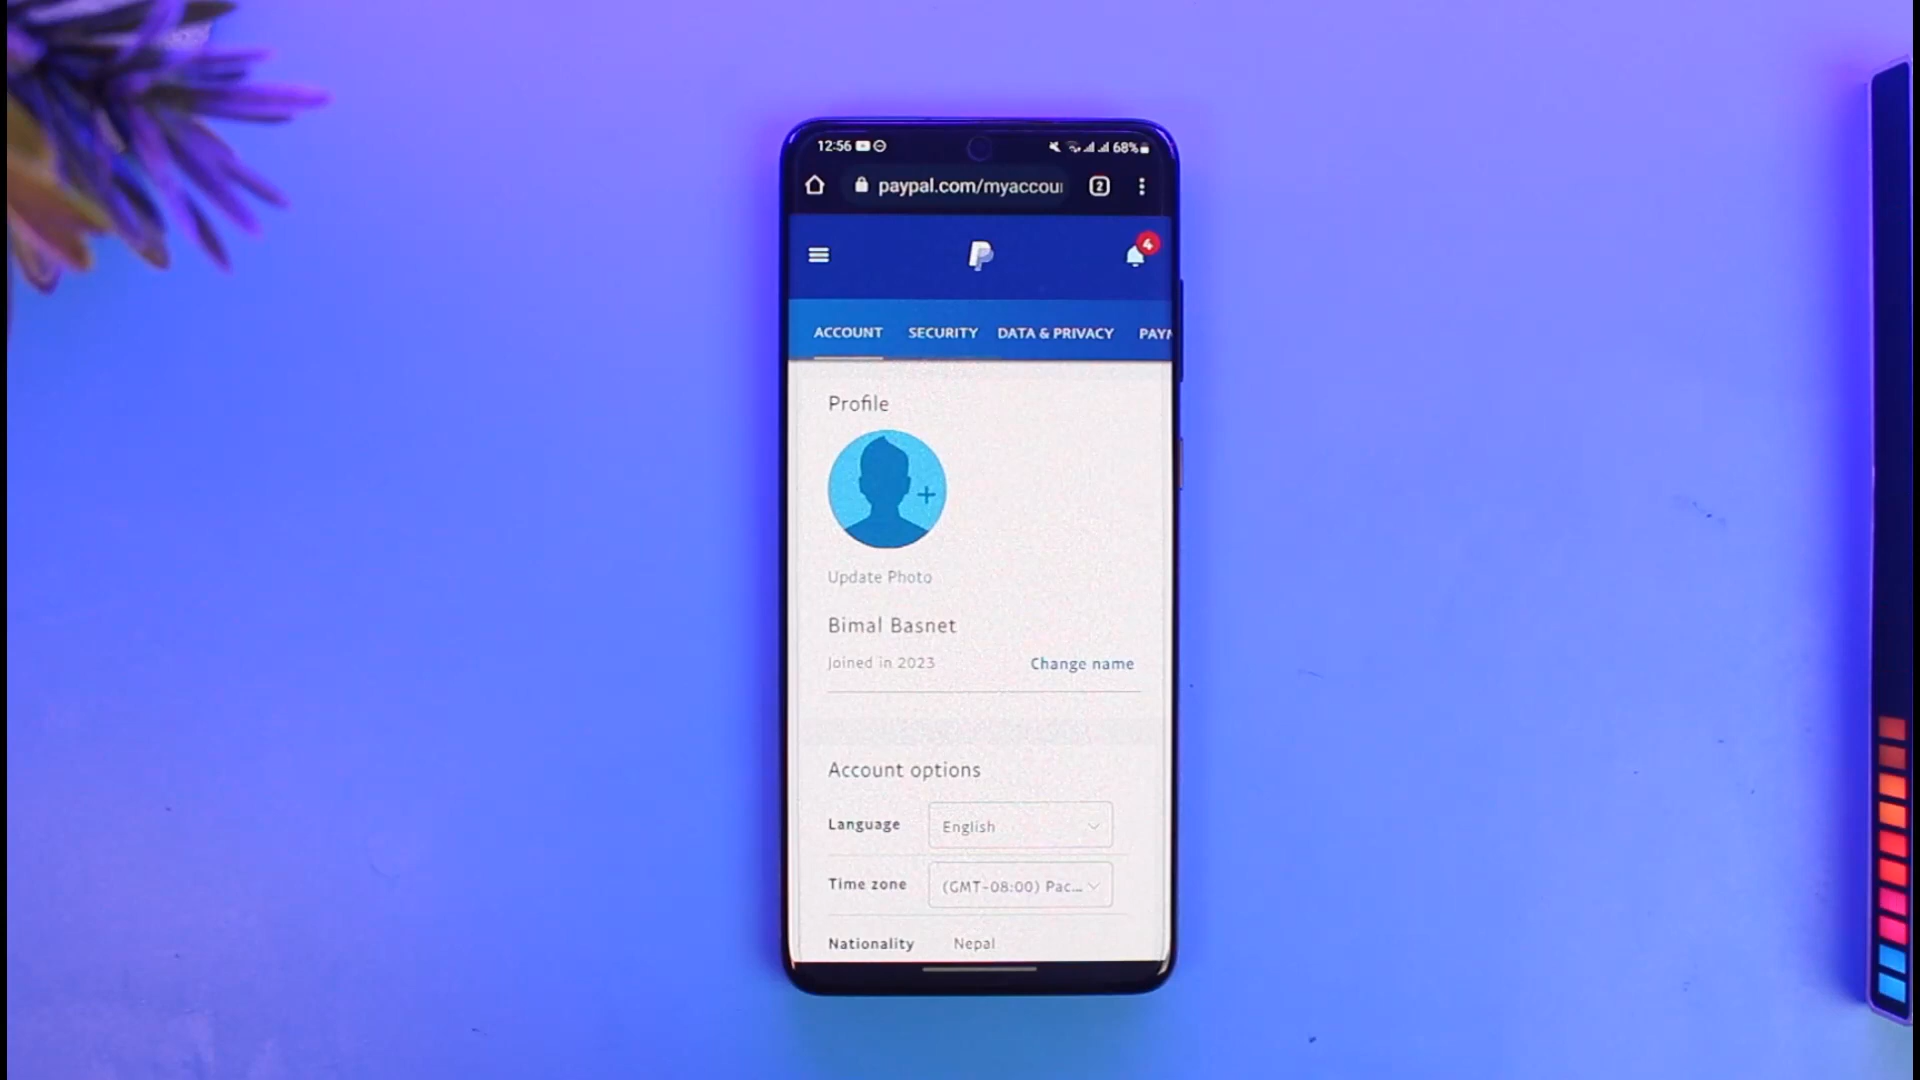 12:56 68%
paypal.com/myaccou 2
4
ACCOUNT SECURITY DATA & PRIVACY PAYM
Profile
Update Photo
Bimal Basnet
Joined in 2023 Change name
Account options
Language English
Time zone (GMT-08:00) Pac...
Nationality Nepal